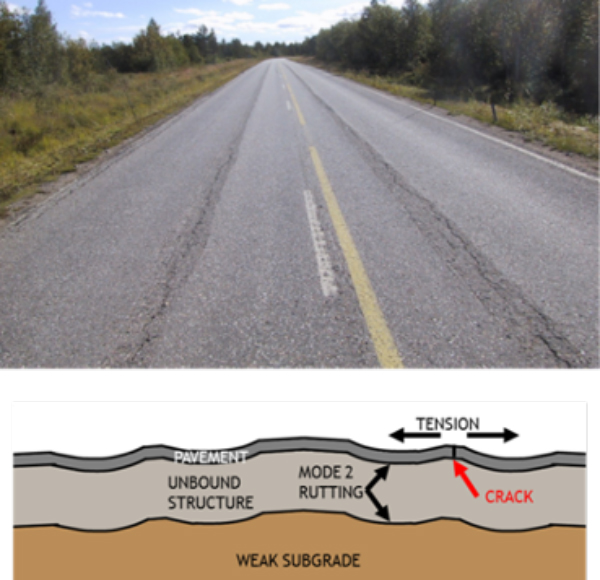 TENSION
PAVEMENT
UNBOUND
STRUCTURE
MODE 2
RUTTING
CRACK
WEAK SUBGRADE